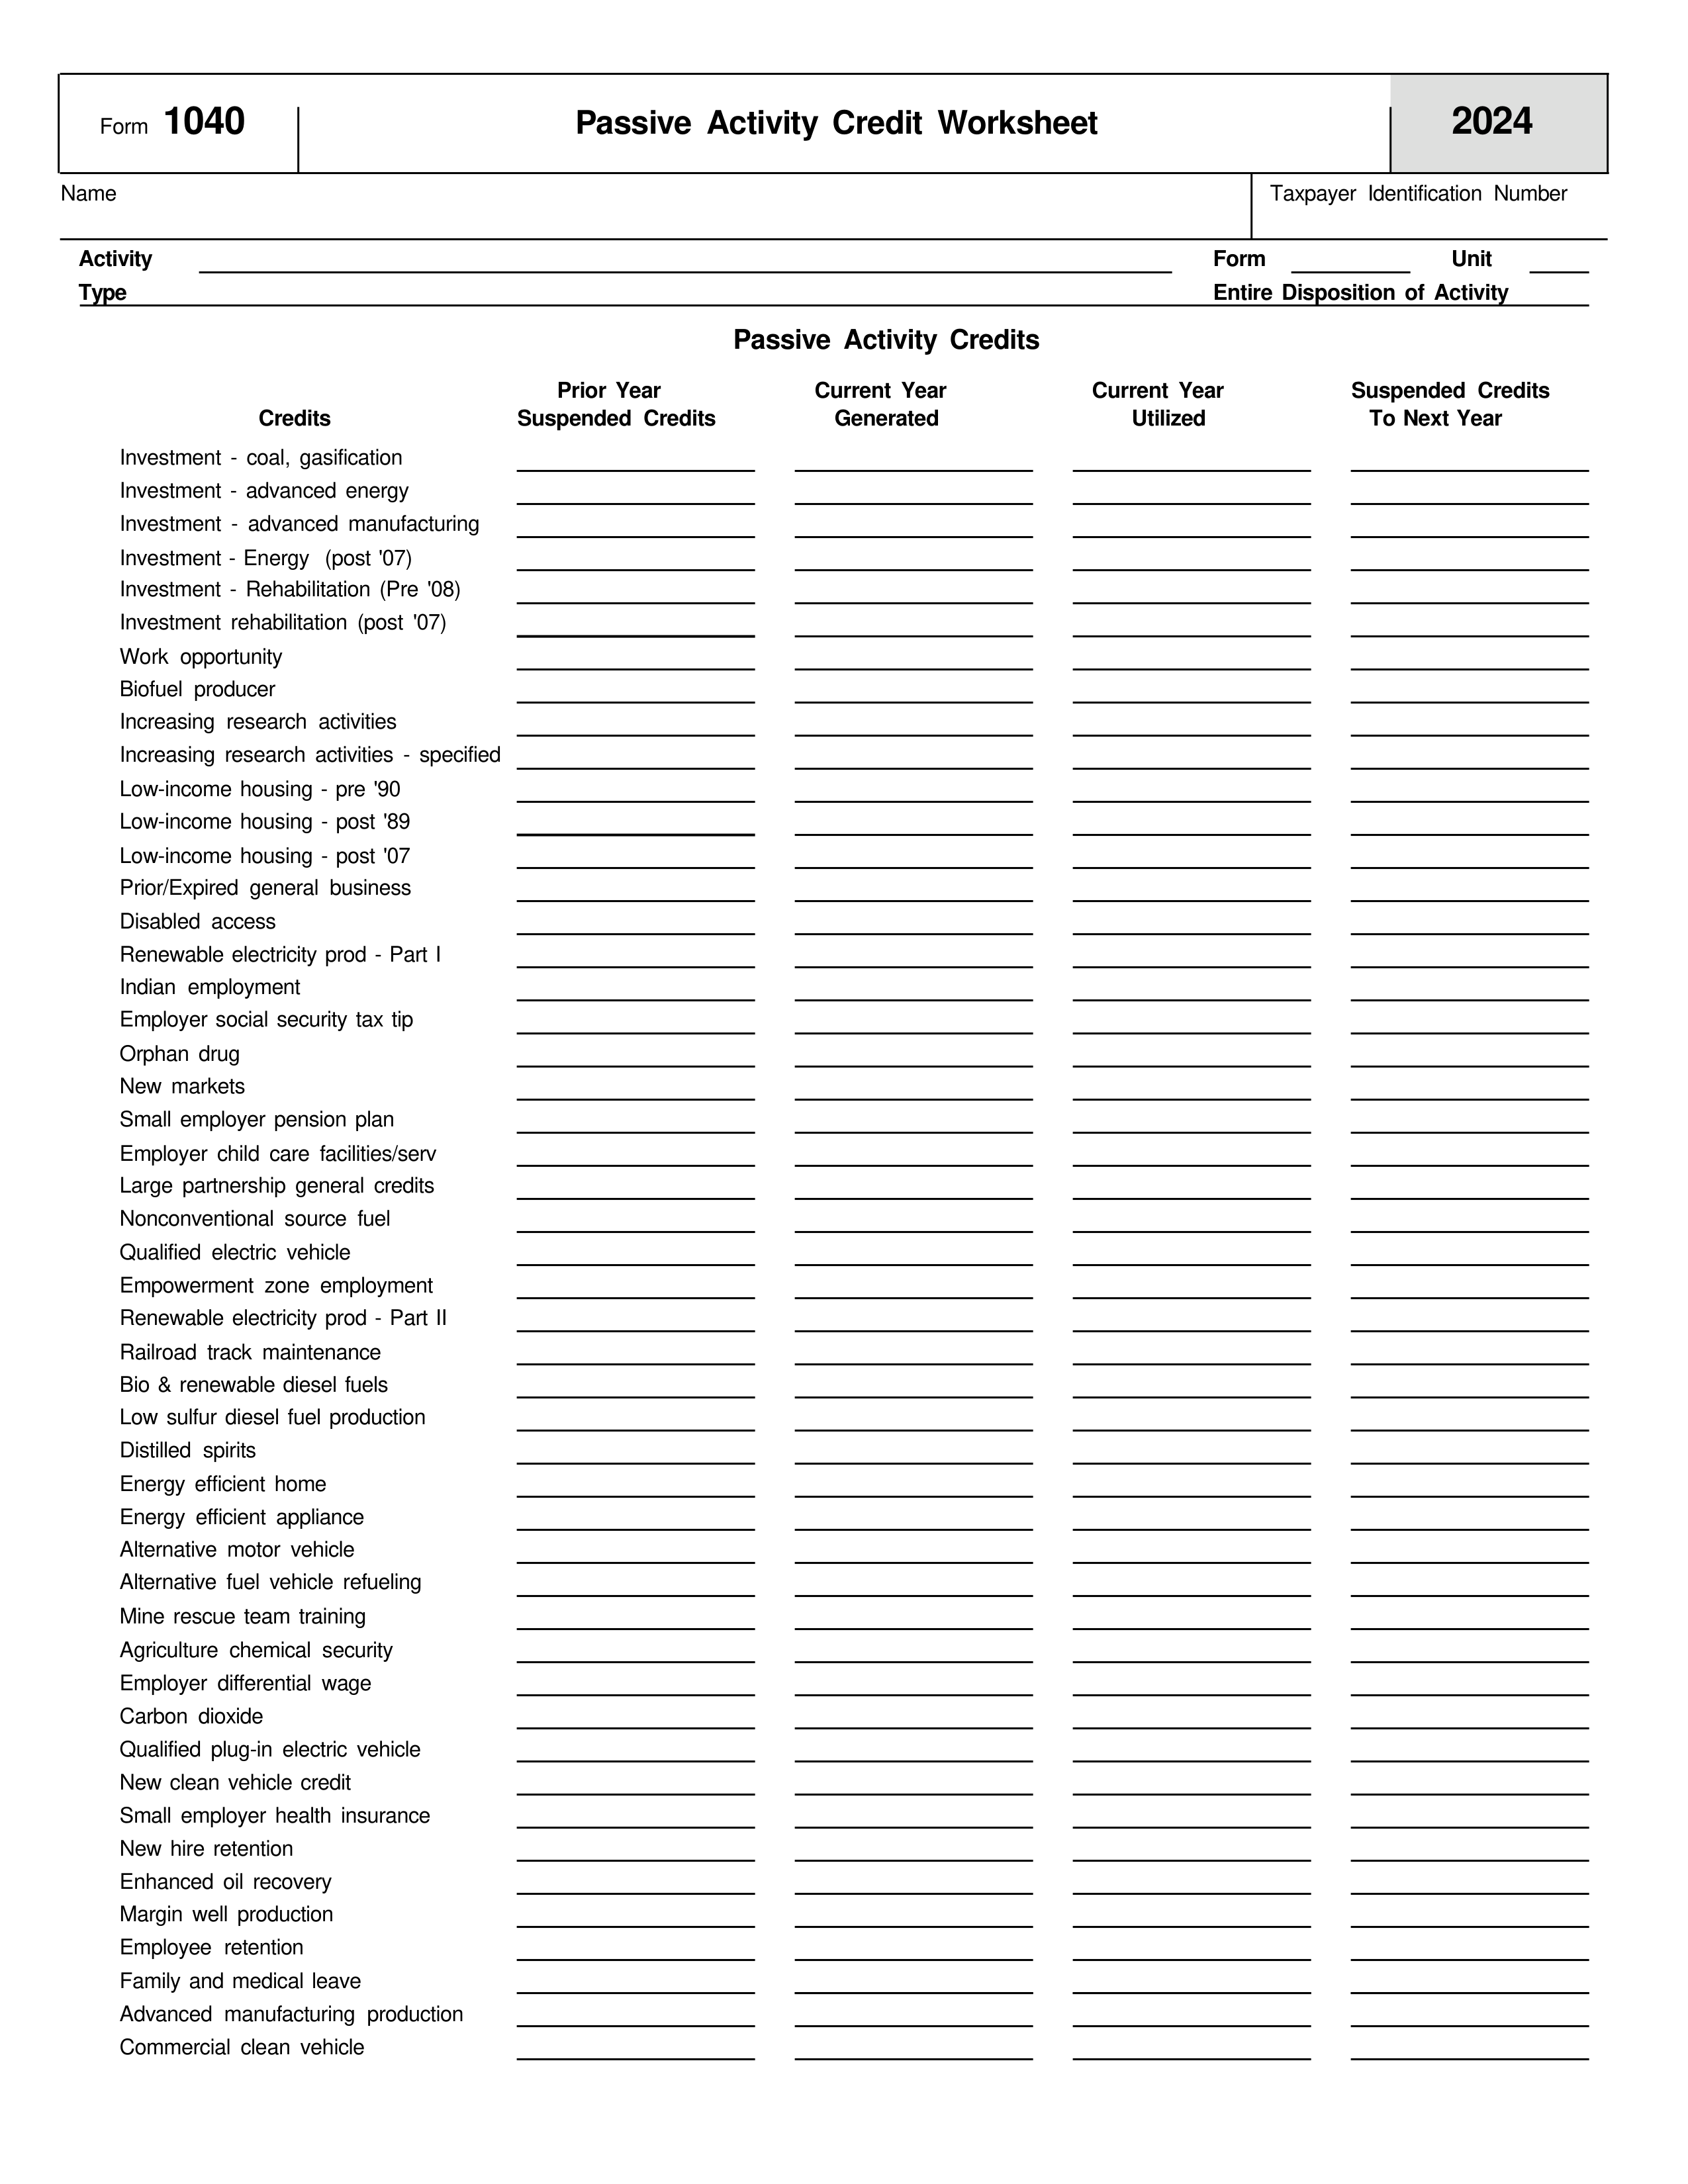 Form 1040 Passive Activity Credit Worksheet 2024
Name Taxpayer Identification Number
Activity Form Unit
Type Entire Disposition of Activity
Passive Activity Credits
Prior Year Current Year Current Year Suspended Credits
Credits Suspended Credits Generated Utilized To Next Year
Investment - coal, gasification
Investment - advanced energy
Investment - advanced manufacturing
Investment - Energy (post '07)
Investment - Rehabilitation (Pre '08)
Investment rehabilitation (post '07)
Work opportunity
Biofuel producer
Increasing research activities
Increasing research activities - specified
Low-income housing - pre '90
Low-income housing - post '89
Low-income housing - post '07
Prior/Expired general business
Disabled access
Renewable electricity prod - Part I
Indian employment
Employer social security tax tip
Orphan drug
New markets
Small employer pension plan
Employer child care facilities/serv
Large partnership general credits
Nonconventional source fuel
Qualified electric vehicle
Empowerment zone employment
Renewable electricity prod - Part II
Railroad track maintenance
Bio & renewable diesel fuels
Low sulfur diesel fuel production
Distilled spirits
Energy efficient home
Energy efficient appliance
Alternative motor vehicle
Alternative fuel vehicle refueling
Mine rescue team training
Agriculture chemical security
Employer differential wage
Carbon dioxide
Qualified plug-in electric vehicle
New clean vehicle credit
Small employer health insurance
New hire retention
Enhanced oil recovery
Margin well production
Employee retention
Family and medical leave
Advanced manufacturing production
Commercial clean vehicle